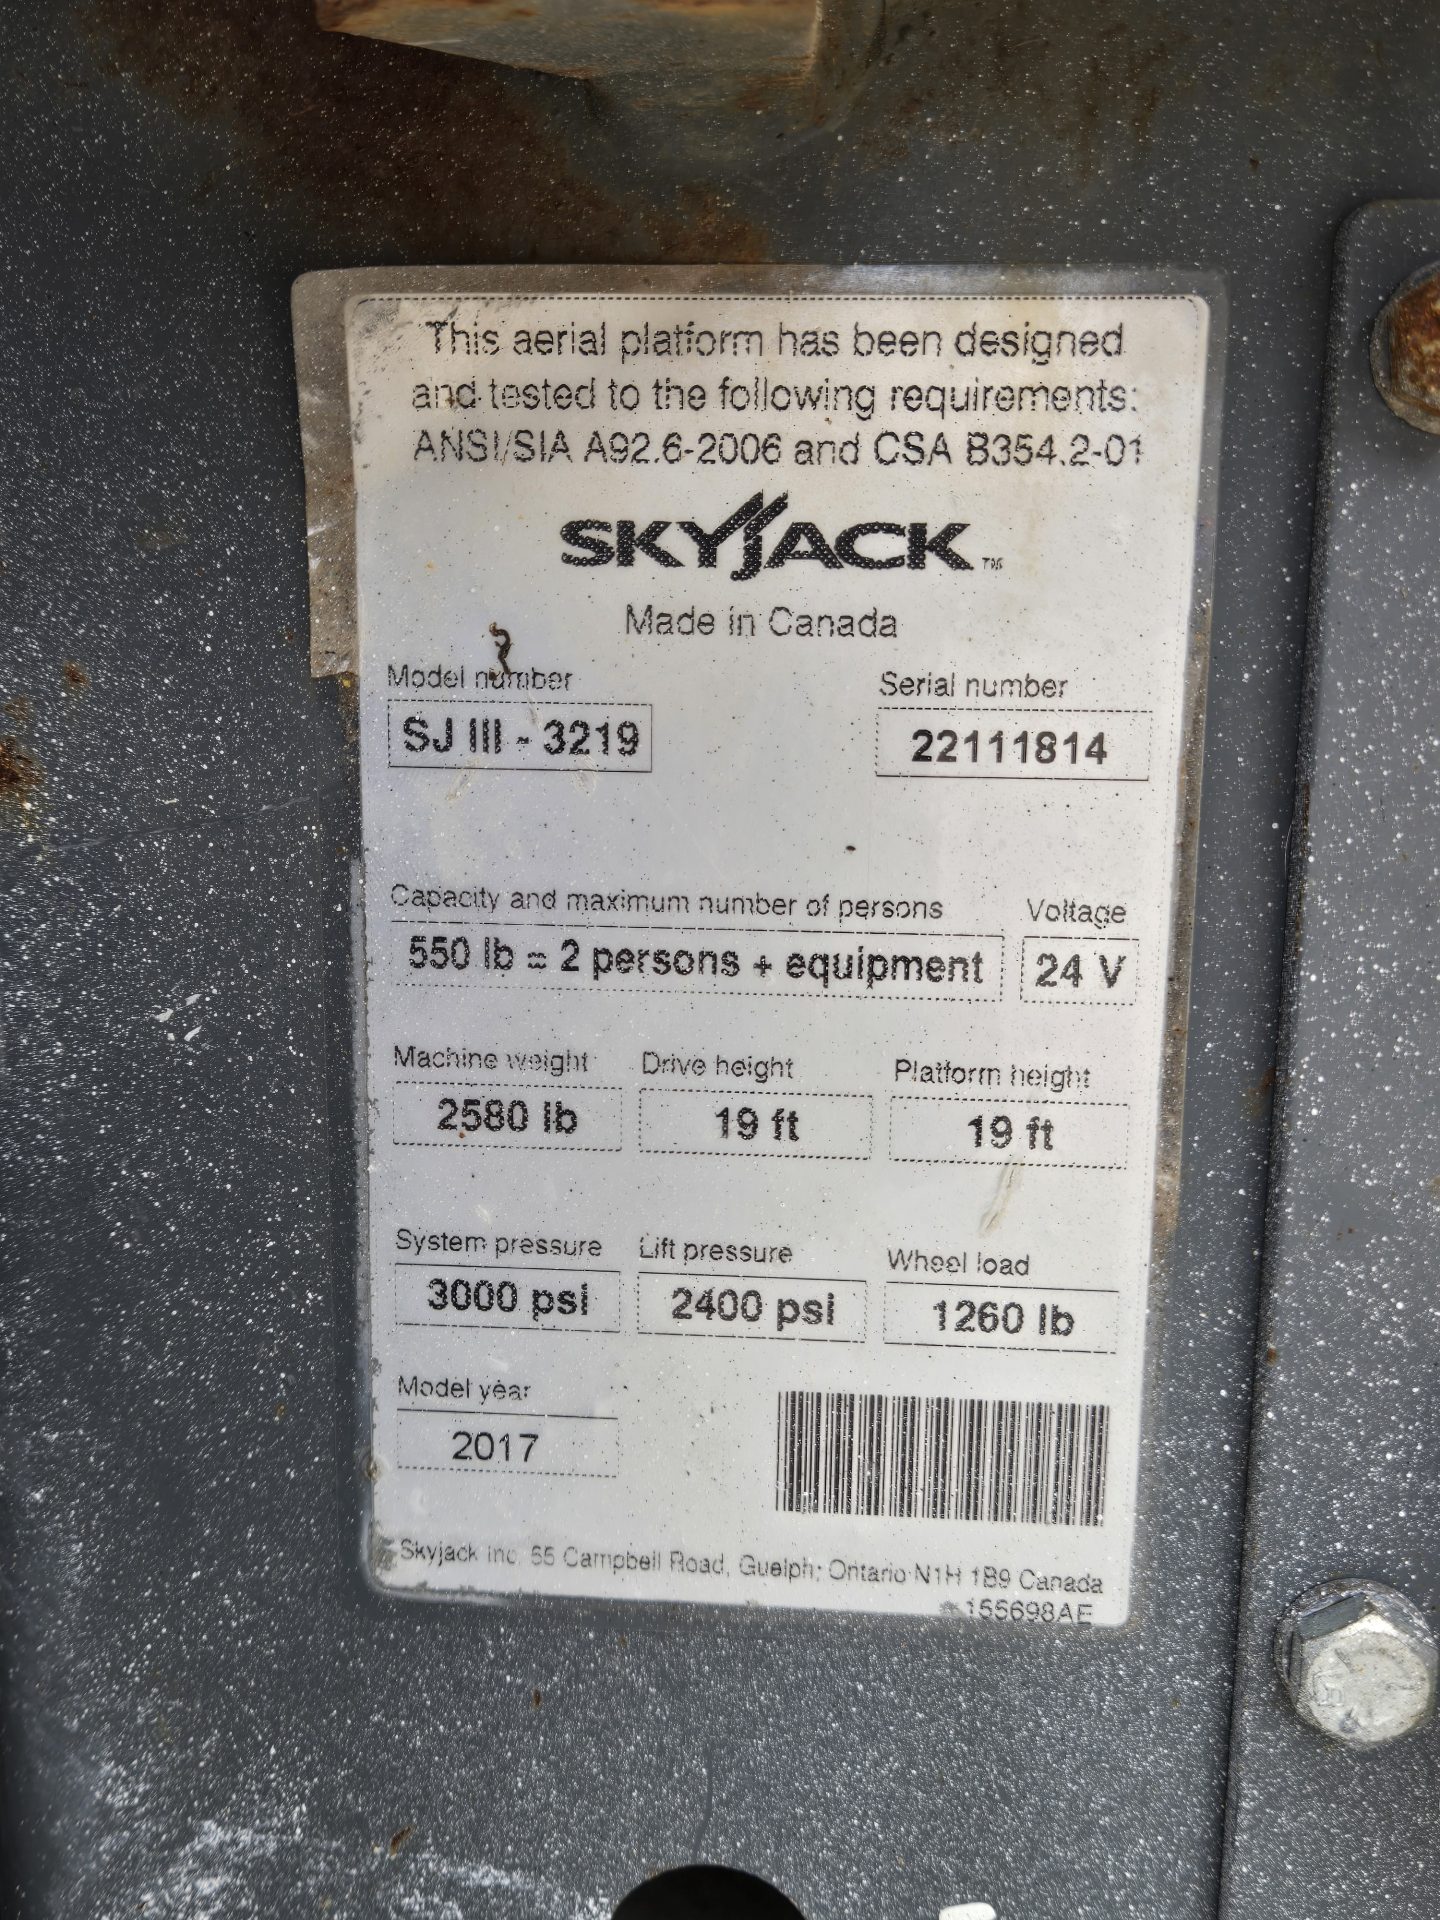 This aerial platform has been designed
and tested to the following requirements:
ANSI/SIA A92.6-2006 and CSA B354.2-01
SKYJACK™
Made in Canada
Model number Serial number
SJ III - 3219 22111814
Capacity and maximum number of persons Voltage
550 lb = 2 persons + equipment 24 V
Machine weight Drive height Platform height
2580 lb 19 ft 19 ft
System pressure Lift pressure Wheel load
3000 psi 2400 psi 1260 lb
Model year
2017
Skyjack Inc. 55 Campbell Road, Guelph, Ontario N1H 1B9 Canada
155698AE